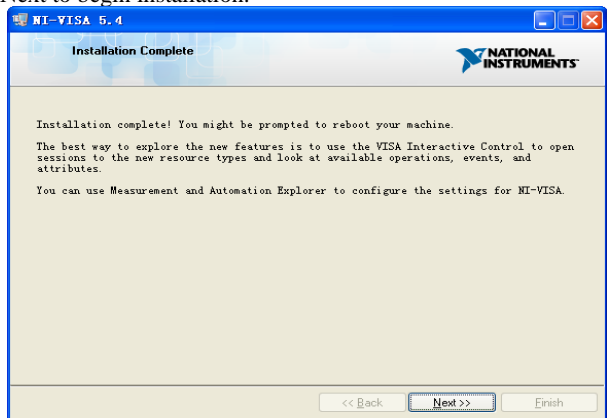 Next to begin installation.
NI-VISA 5.4
Installation Complete
NATIONAL
INSTRUMENTS™
Installation complete! You might be prompted to reboot your machine.
The best way to explore the new features is to use the VISA Interactive Control to open
sessions to the new resource types and look at available operations, events, and
attributes.
You can use Measurement and Automation Explorer to configure the settings for NI-VISA.
<< Back Next >> Finish